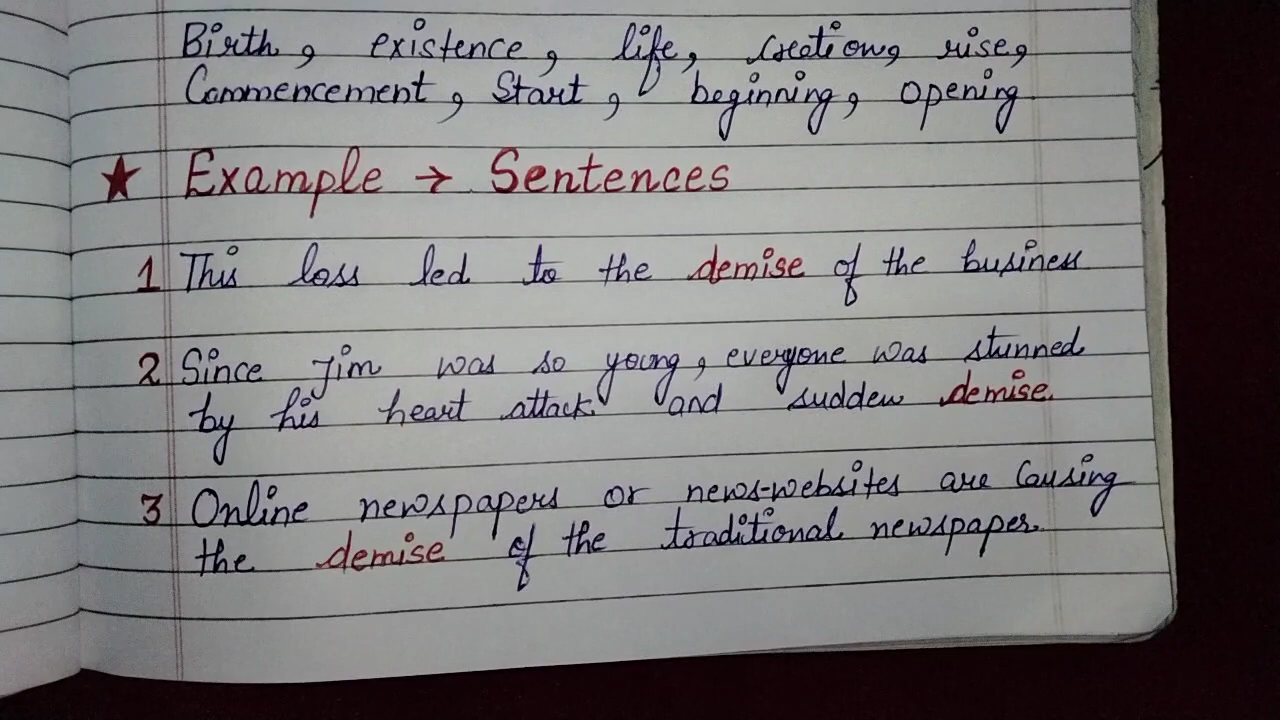 Birth, existence, life, creation, rise,
Commencement, Start, beginning, opening
★ Example → Sentences
1 This loss led to the demise of the business
2 Since Jim was so young, everyone was stunned
by his heart attack and sudden demise.
3 Online newspapers or news-websites are Causing
the demise of the traditional newspaper.